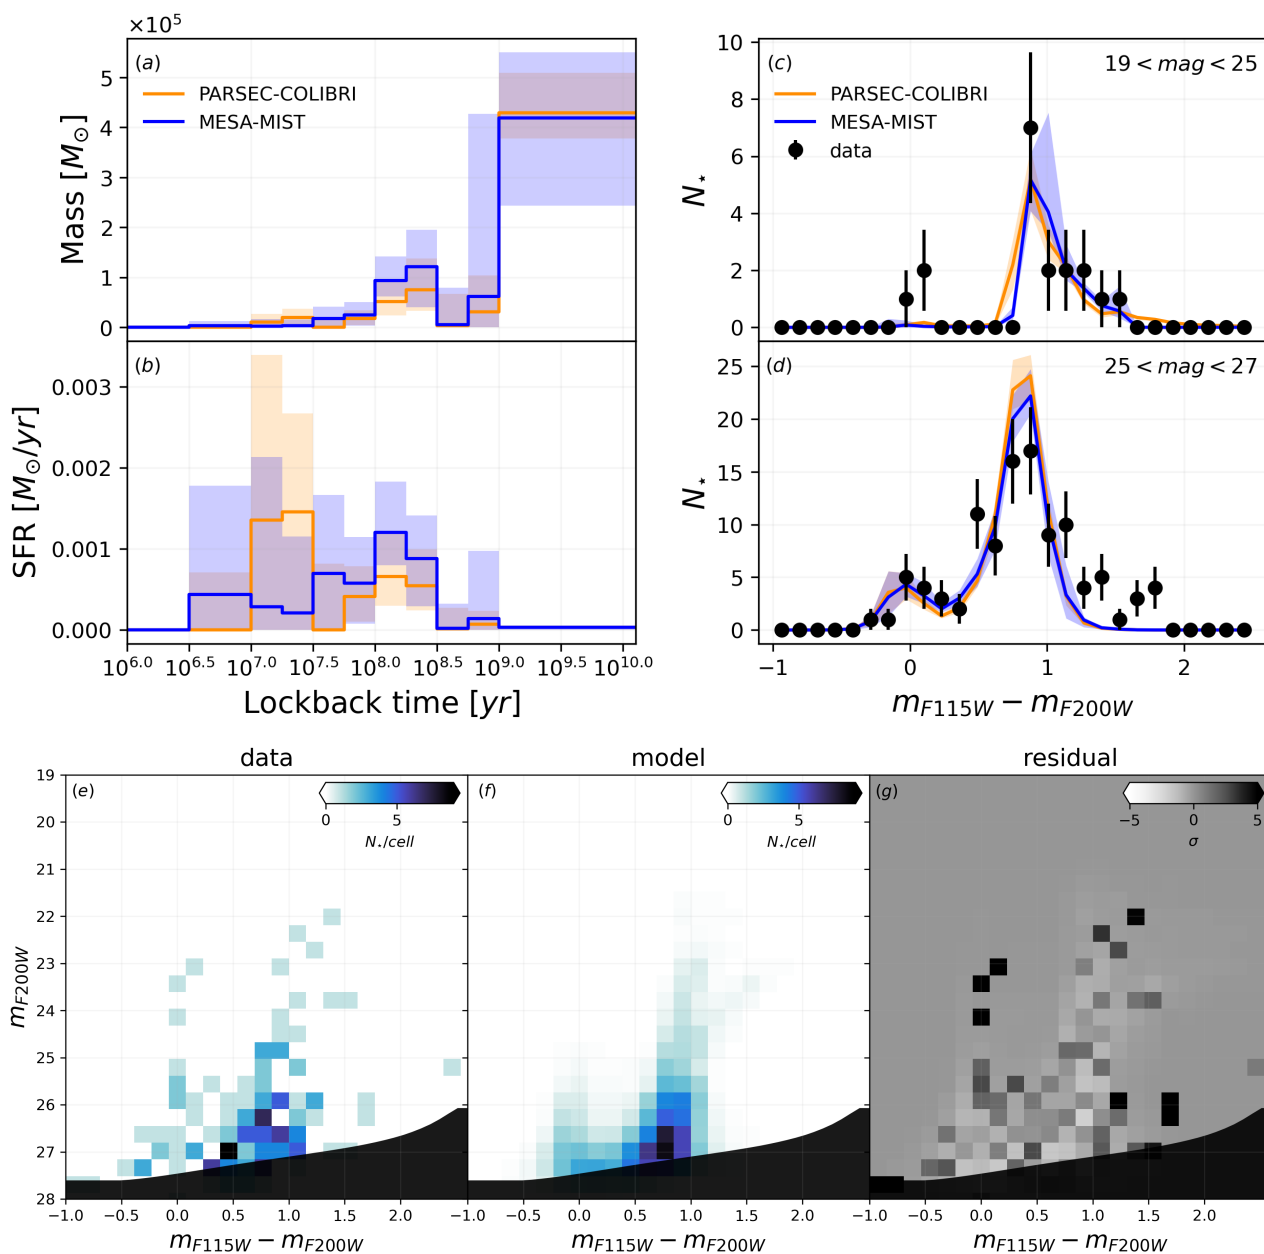 ×10⁵
(a)
PARSEC-COLIBRI
MESA-MIST
Mass [M⊙]
5
4
3
2
1
0
(b)
SFR [M⊙/yr]
0.003
0.002
0.001
0.000
10^6.0 10^6.5 10^7.0 10^7.5 10^8.0 10^8.5 10^9.0 10^9.5 10^10.0
Lockback time [yr]
(c)
19 < mag < 25
PARSEC-COLIBRI
MESA-MIST
data
N⋆
10
8
6
4
2
0
(d)
25 < mag < 27
N⋆
25
20
15
10
5
0
−1 0 1 2
m_F115W − m_F200W
data
(e)
0 5
N⋆/cell
m_F200W
19
20
21
22
23
24
25
26
27
28
−1.0 −0.5 0.0 0.5 1.0 1.5 2.0
m_F115W − m_F200W
model
(f)
0 5
N⋆/cell
−1.0 −0.5 0.0 0.5 1.0 1.5 2.0
m_F115W − m_F200W
residual
(g)
−5 0 5
σ
−1.0 −0.5 0.0 0.5 1.0 1.5 2.0
m_F115W − m_F200W